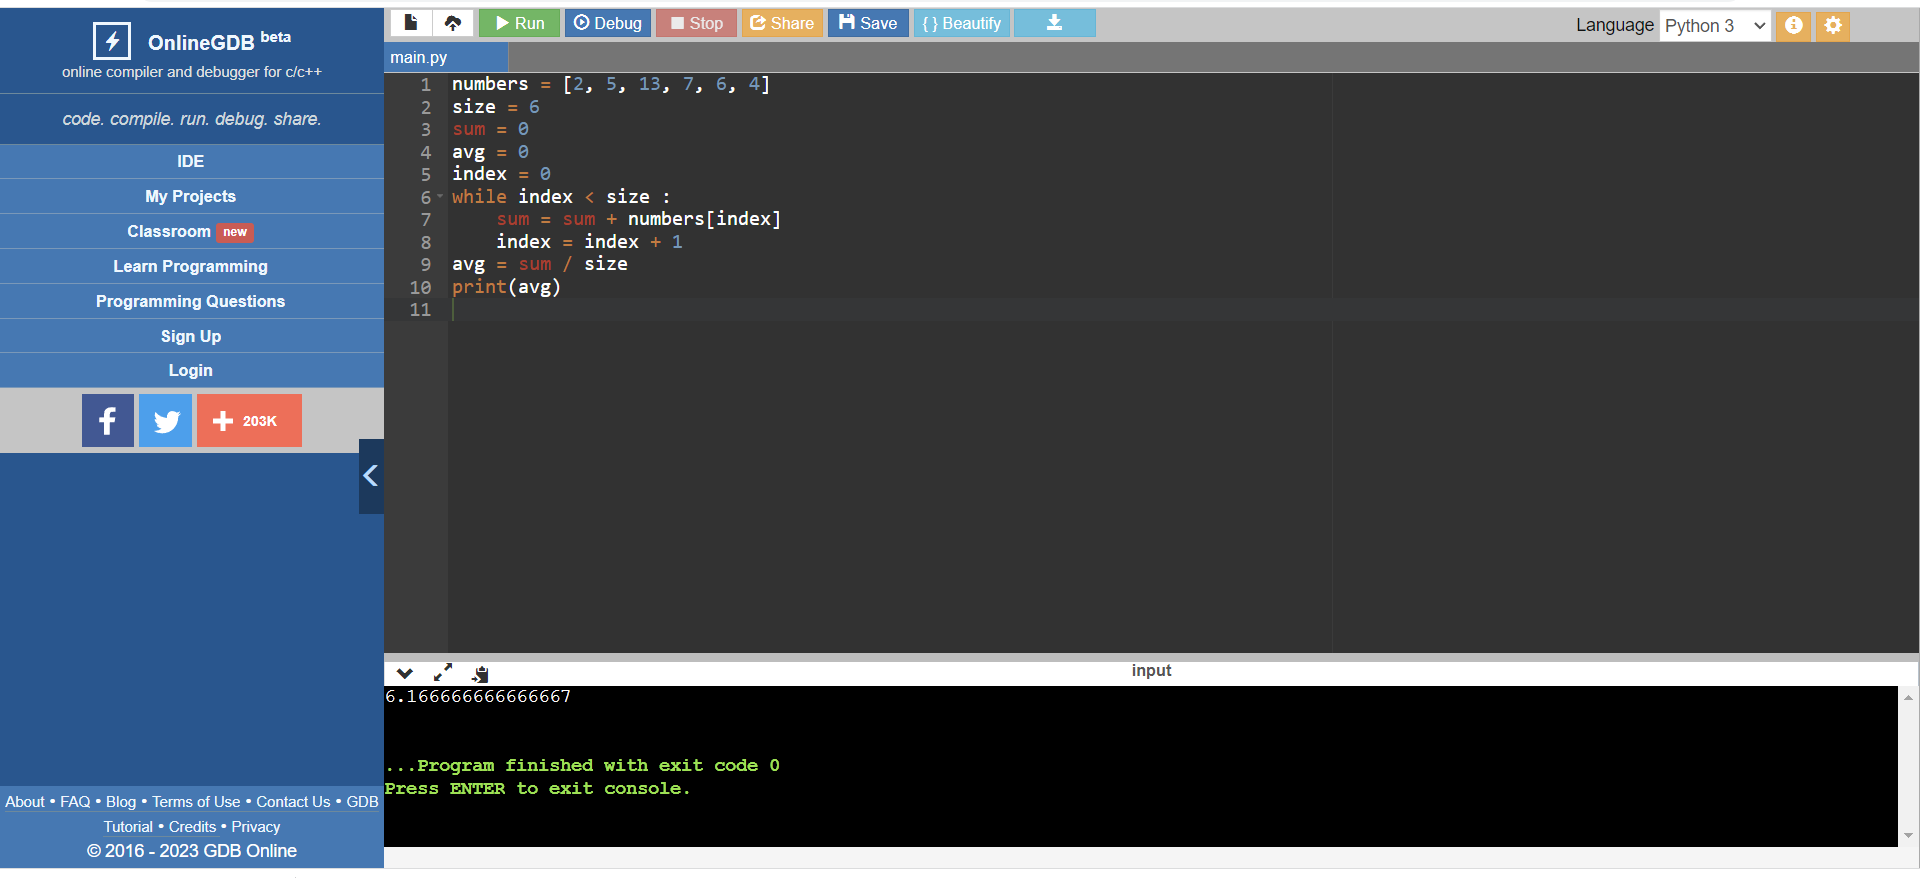 OnlineGDB beta
online compiler and debugger for c/c++
code. compile. run. debug. share.
IDE
My Projects
Classroom new
Learn Programming
Programming Questions
Sign Up
Login
203K
About • FAQ • Blog • Terms of Use • Contact Us • GDB
Tutorial • Credits • Privacy
© 2016 - 2023 GDB Online
Run Debug Stop Share Save { } Beautify
Language Python 3
main.py
1 numbers = [2, 5, 13, 7, 6, 4]
2 size = 6
3 sum = 0
4 avg = 0
5 index = 0
6 while index < size :
7     sum = sum + numbers[index]
8     index = index + 1
9 avg = sum / size
10 print(avg)
11
input
6.166666666666667
...Program finished with exit code 0
Press ENTER to exit console.